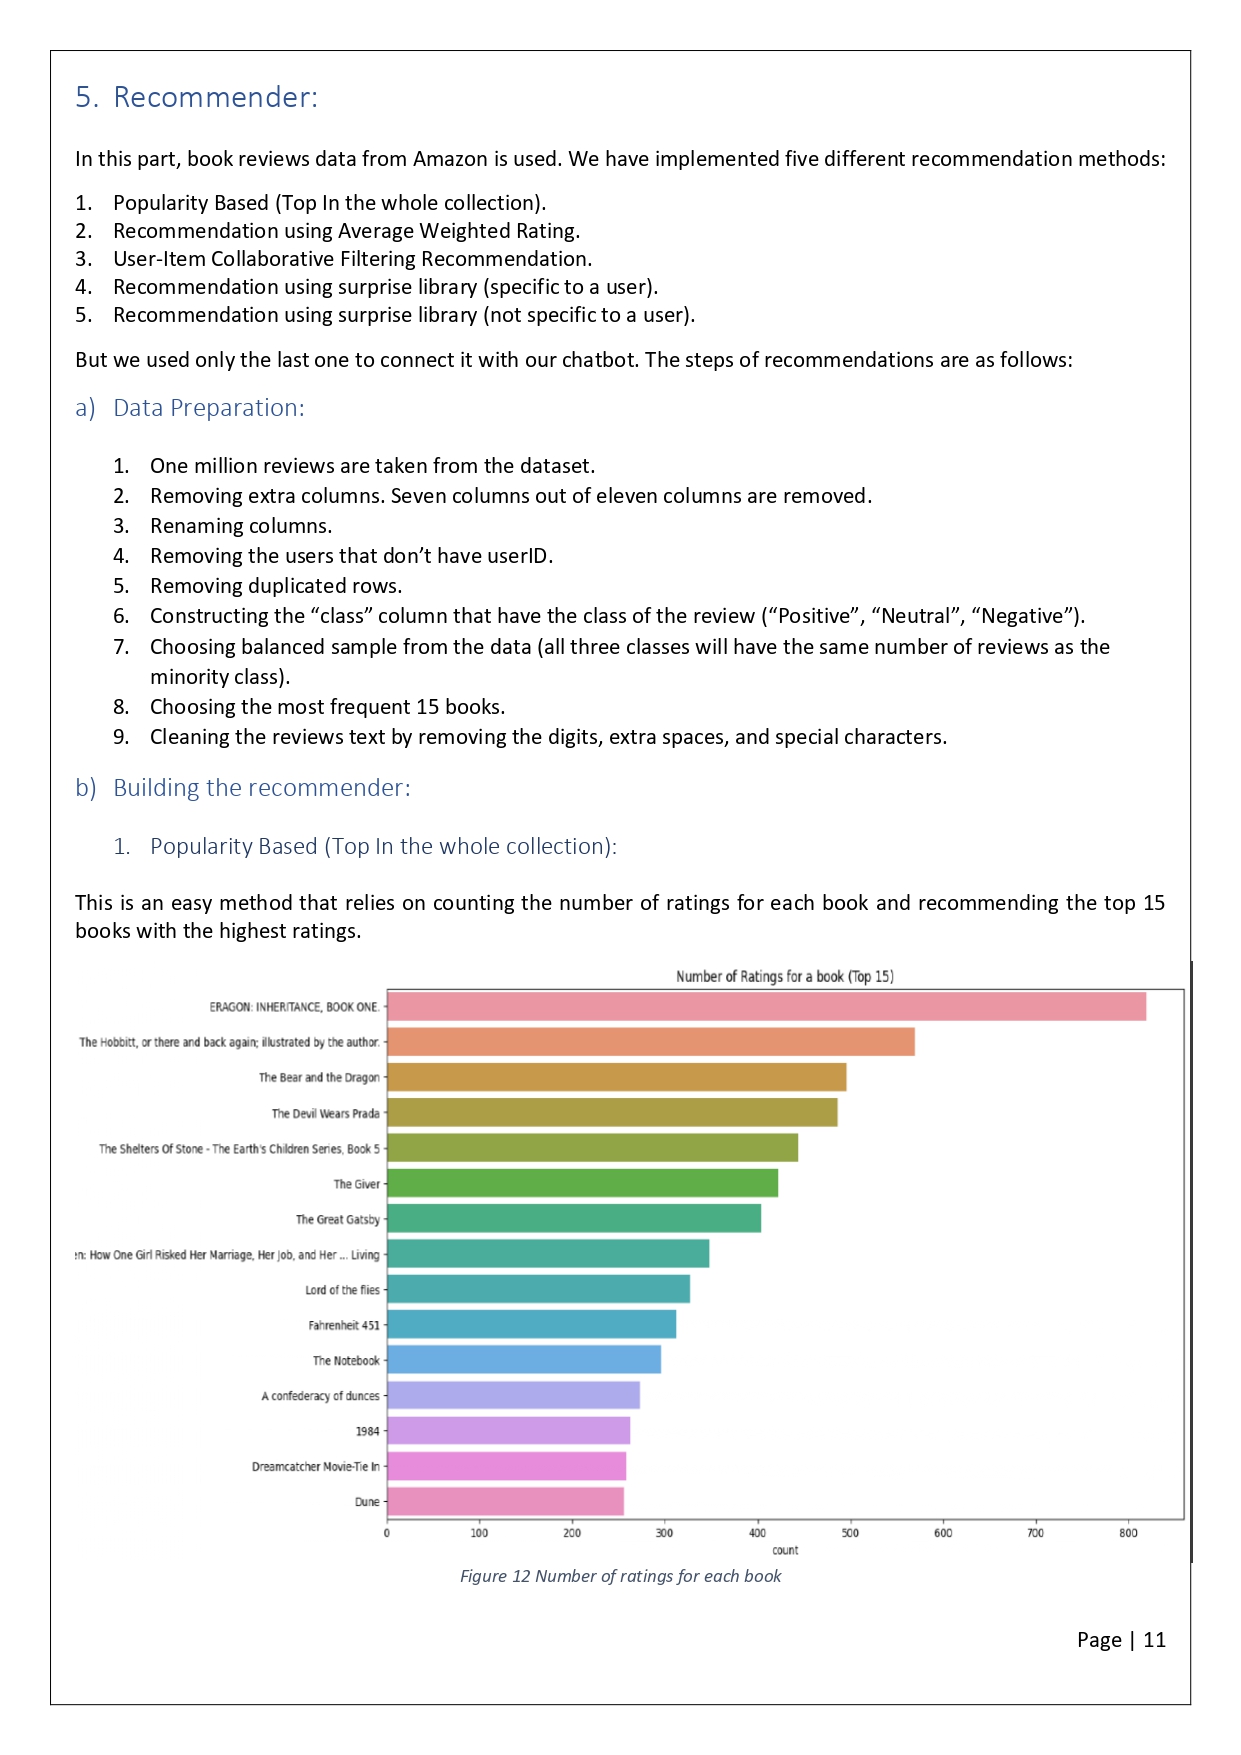 5. Recommender:
In this part, book reviews data from Amazon is used. We have implemented five different recommendation methods:
1. Popularity Based (Top In the whole collection).
2. Recommendation using Average Weighted Rating.
3. User-Item Collaborative Filtering Recommendation.
4. Recommendation using surprise library (specific to a user).
5. Recommendation using surprise library (not specific to a user).
But we used only the last one to connect it with our chatbot. The steps of recommendations are as follows:
a) Data Preparation:
1. One million reviews are taken from the dataset.
2. Removing extra columns. Seven columns out of eleven columns are removed.
3. Renaming columns.
4. Removing the users that don’t have userID.
5. Removing duplicated rows.
6. Constructing the “class” column that have the class of the review (“Positive”, “Neutral”, “Negative”).
7. Choosing balanced sample from the data (all three classes will have the same number of reviews as the
minority class).
8. Choosing the most frequent 15 books.
9. Cleaning the reviews text by removing the digits, extra spaces, and special characters.
b) Building the recommender:
1. Popularity Based (Top In the whole collection):
This is an easy method that relies on counting the number of ratings for each book and recommending the top 15
books with the highest ratings.
Number of Ratings for a book (Top 15)
ERAGON: INHERITANCE, BOOK ONE.
The Hobbitt, or there and back again; illustrated by the author.
The Bear and the Dragon
The Devil Wears Prada
The Shelters Of Stone - The Earth's Children Series, Book 5
The Giver
The Great Gatsby
en: How One Girl Risked Her Marriage, Her Job, and Her ... Living
Lord of the flies
Fahrenheit 451
The Notebook
A confederacy of dunces
1984
Dreamcatcher Movie-Tie In
Dune
0 100 200 300 400 500 600 700 800
count
Figure 12 Number of ratings for each book
Page | 11